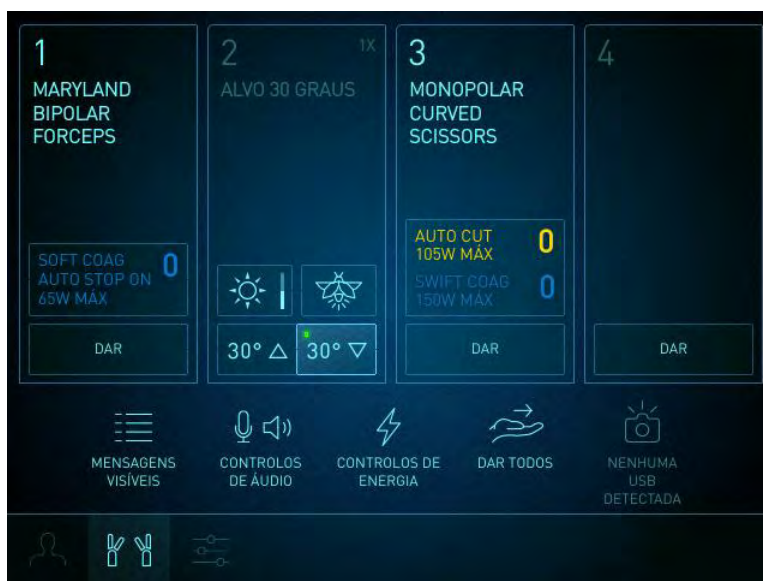 1
MARYLAND
BIPOLAR
FORCEPS
SOFT COAG
AUTO STOP ON
65W MÁX
0
DAR
2
1X
ALVO 30 GRAUS
30°
30°
3
MONOPOLAR
CURVED
SCISSORS
AUTO CUT
105W MÁX
0
SWIFT COAG
150W MÁX
0
DAR
4
DAR
MENSAGENS
VISÍVEIS
CONTROLOS
DE ÁUDIO
CONTROLOS DE
ENERGIA
DAR TODOS
NENHUMA
USB
DETECTADA